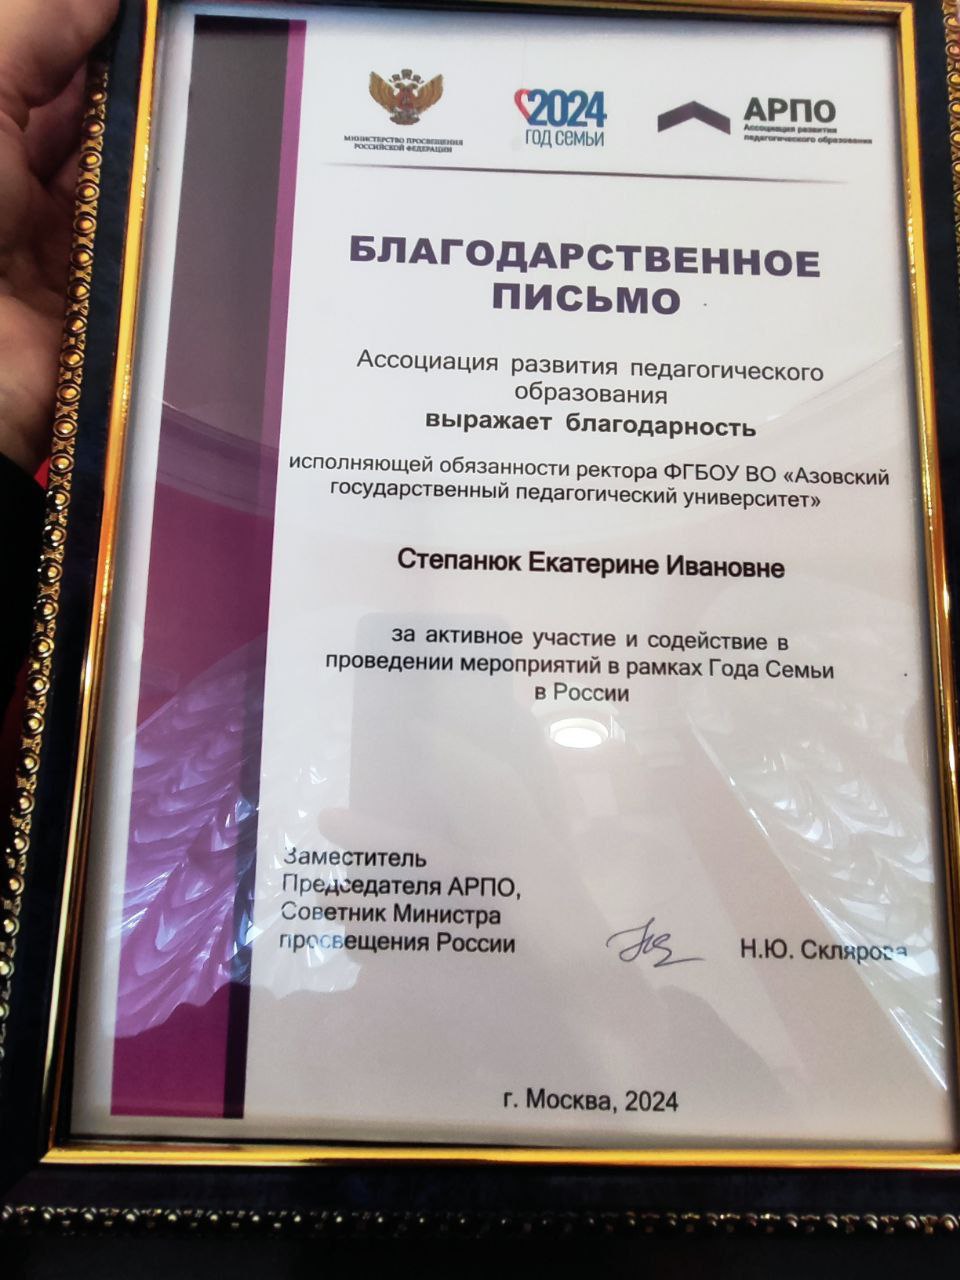 МИНИСТЕРСТВО ПРОСВЕЩЕНИЯ
РОССИЙСКОЙ ФЕДЕРАЦИИ
2024
ГОД СЕМЬИ
АРПО
Ассоциация развития
педагогического образования
БЛАГОДАРСТВЕННОЕ
ПИСЬМО
Ассоциация развития педагогического
образования
выражает благодарность
исполняющей обязанности ректора ФГБОУ ВО «Азовский
государственный педагогический университет»
Степанюк Екатерине Ивановне
за активное участие и содействие в
проведении мероприятий в рамках Года Семьи
в России
Заместитель
Председателя АРПО,
Советник Министра
просвещения России
Н.Ю. Склярова
г. Москва, 2024